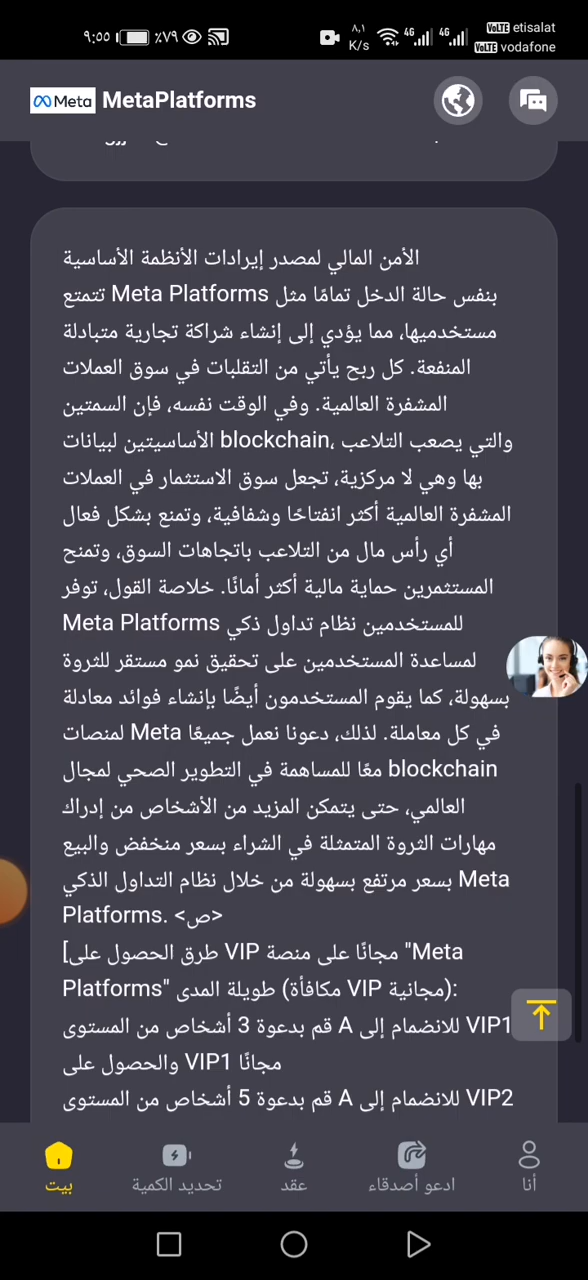 ٩:٥٥
٪٧٩
٨,١ K/s
4G
4G
VoLTE etisalat
VoLTE vodafone
Meta MetaPlatforms
الأمن المالي لمصدر إيرادات الأنظمة الأساسية
تتمتع Meta Platforms بنفس حالة الدخل تمامًا مثل
مستخدميها، مما يؤدي إلى إنشاء شراكة تجارية متبادلة
المنفعة. كل ربح يأتي من التقلبات في سوق العملات
المشفرة العالمية. وفي الوقت نفسه، فإن السمتين
الأساسيتين لبيانات blockchain، والتي يصعب التلاعب
بها وهي لا مركزية، تجعل سوق الاستثمار في العملات
المشفرة العالمية أكثر انفتاحًا وشفافية، وتمنع بشكل فعال
أي رأس مال من التلاعب باتجاهات السوق، وتمنح
المستثمرين حماية مالية أكثر أمانًا. خلاصة القول، توفر
Meta Platforms للمستخدمين نظام تداول ذكي
لمساعدة المستخدمين على تحقيق نمو مستقر للثروة
بسهولة، كما يقوم المستخدمون أيضًا بإنشاء فوائد معادلة
لمنصات Meta في كل معاملة. لذلك، دعونا نعمل جميعًا
معًا للمساهمة في التطوير الصحي لمجال blockchain
العالمي، حتى يتمكن المزيد من الأشخاص من إدراك
مهارات الثروة المتمثلة في الشراء بسعر منخفض والبيع
بسعر مرتفع بسهولة من خلال نظام التداول الذكي Meta
Platforms. <ص>
[طرق الحصول على VIP مجانًا على منصة "Meta
Platforms" طويلة المدى (مكافأة VIP مجانية):
قم بدعوة 3 أشخاص من المستوى A للانضمام إلى VIP1
والحصول على VIP1 مجانًا
قم بدعوة 5 أشخاص من المستوى A للانضمام إلى VIP2
بيت
تحديد الكمية
عقد
ادعو أصدقاء
أنا